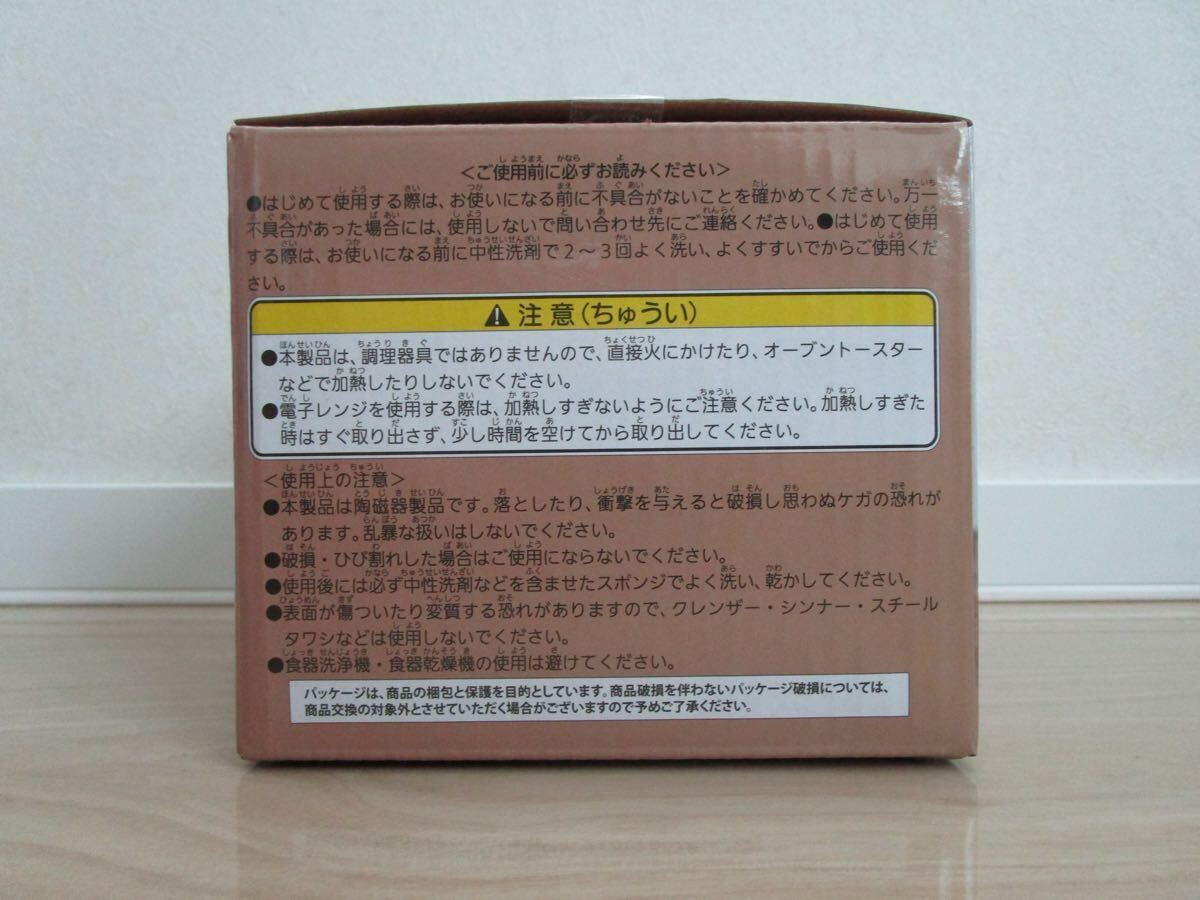 ＜ご使用前に必ずお読みください＞
●はじめて使用する際は、お使いになる前に不具合がないことを確かめてください。万一
不具合があった場合には、使用しないで問い合わせ先にご連絡ください。●はじめて使用
する際は、お使いになる前に中性洗剤で2～3回よく洗い、よくすすいでからご使用くだ
さい。
⚠注意（ちゅうい）
●本製品は、調理器具ではありませんので、直接火にかけたり、オーブントースター
などで加熱したりしないでください。
●電子レンジを使用する際は、加熱しすぎないようにご注意ください。加熱しすぎた
時はすぐ取り出さず、少し時間を空けてから取り出してください。
＜使用上の注意＞
●本製品は陶磁器製品です。落としたり、衝撃を与えると破損し思わぬケガの恐れが
あります。乱暴な扱いはしないでください。
●破損・ひび割れした場合はご使用にならないでください。
●使用後には必ず中性洗剤などを含ませたスポンジでよく洗い、乾かしてください。
●表面が傷ついたり変質する恐れがありますので、クレンザー・シンナー・スチール
タワシなどは使用しないでください。
●食器洗浄機・食器乾燥機の使用は避けてください。
パッケージは、商品の梱包と保護を目的としています。商品破損を伴わないパッケージ破損については、
商品交換の対象外とさせていただく場合がございますので予めご了承ください。